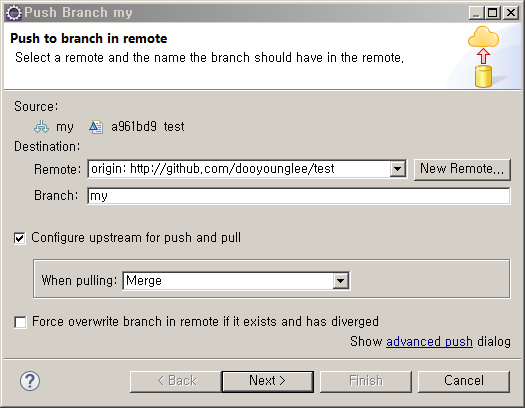 Push Branch my
Push to branch in remote
Select a remote and the name the branch should have in the remote.
Source:
my a961bd9 test
Destination:
Remote: origin: http://github.com/dooyounglee/test New Remote...
Branch: my
Configure upstream for push and pull
When pulling: Merge
Force overwrite branch in remote if it exists and has diverged
Show advanced push dialog
? < Back Next > Finish Cancel